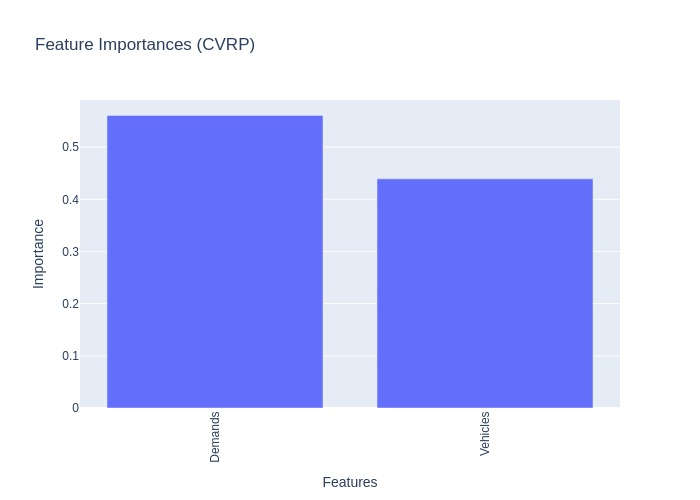 Feature Importances (CVRP)
0.5
0.4
0.3
0.2
0.1
0
Importance
Demands
Vehicles
Features